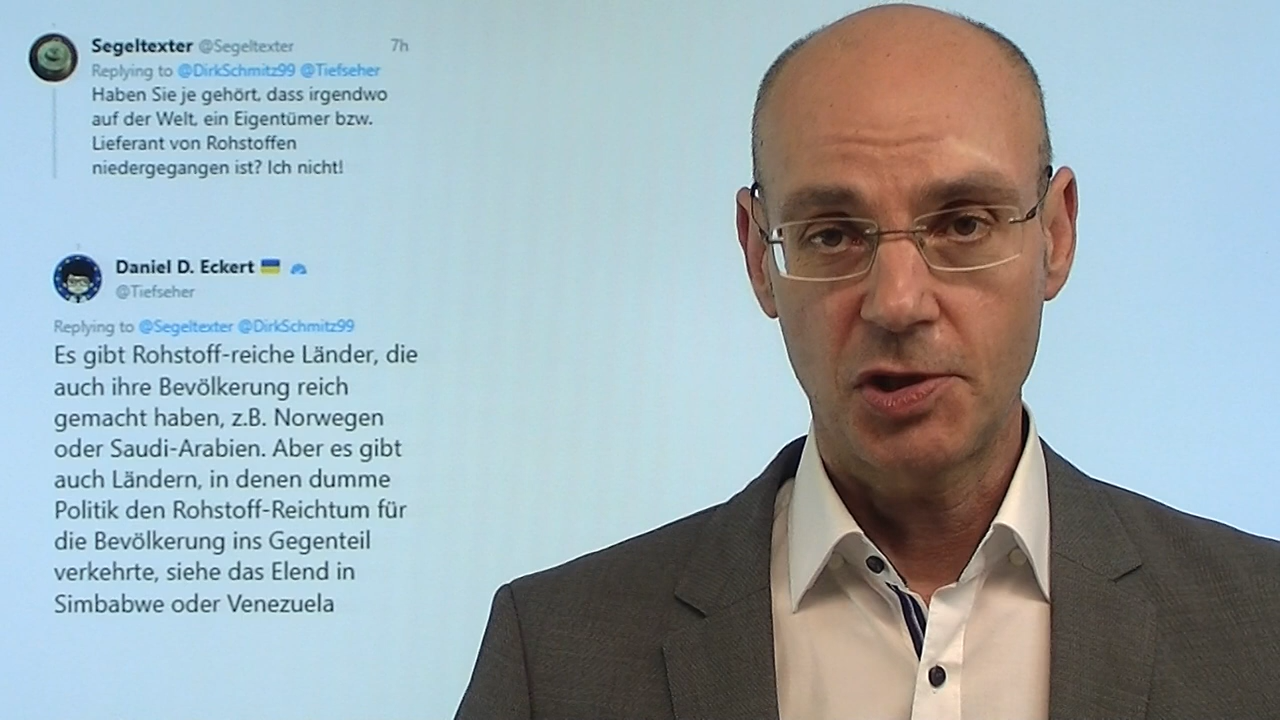 Segeltexter @Segeltexter 7h
Replying to @DirkSchmitz99 @Tiefseher
Haben Sie je gehört, dass irgendwo
auf der Welt, ein Eigentümer bzw.
Lieferant von Rohstoffen
niedergegangen ist? Ich nicht!
Daniel D. Eckert
@Tiefseher
Replying to @Segeltexter @DirkSchmitz99
Es gibt Rohstoff-reiche Länder, die
auch ihre Bevölkerung reich
gemacht haben, z.B. Norwegen
oder Saudi-Arabien. Aber es gibt
auch Ländern, in denen dumme
Politik den Rohstoff-Reichtum für
die Bevölkerung ins Gegenteil
verkehrte, siehe das Elend in
Simbabwe oder Venezuela